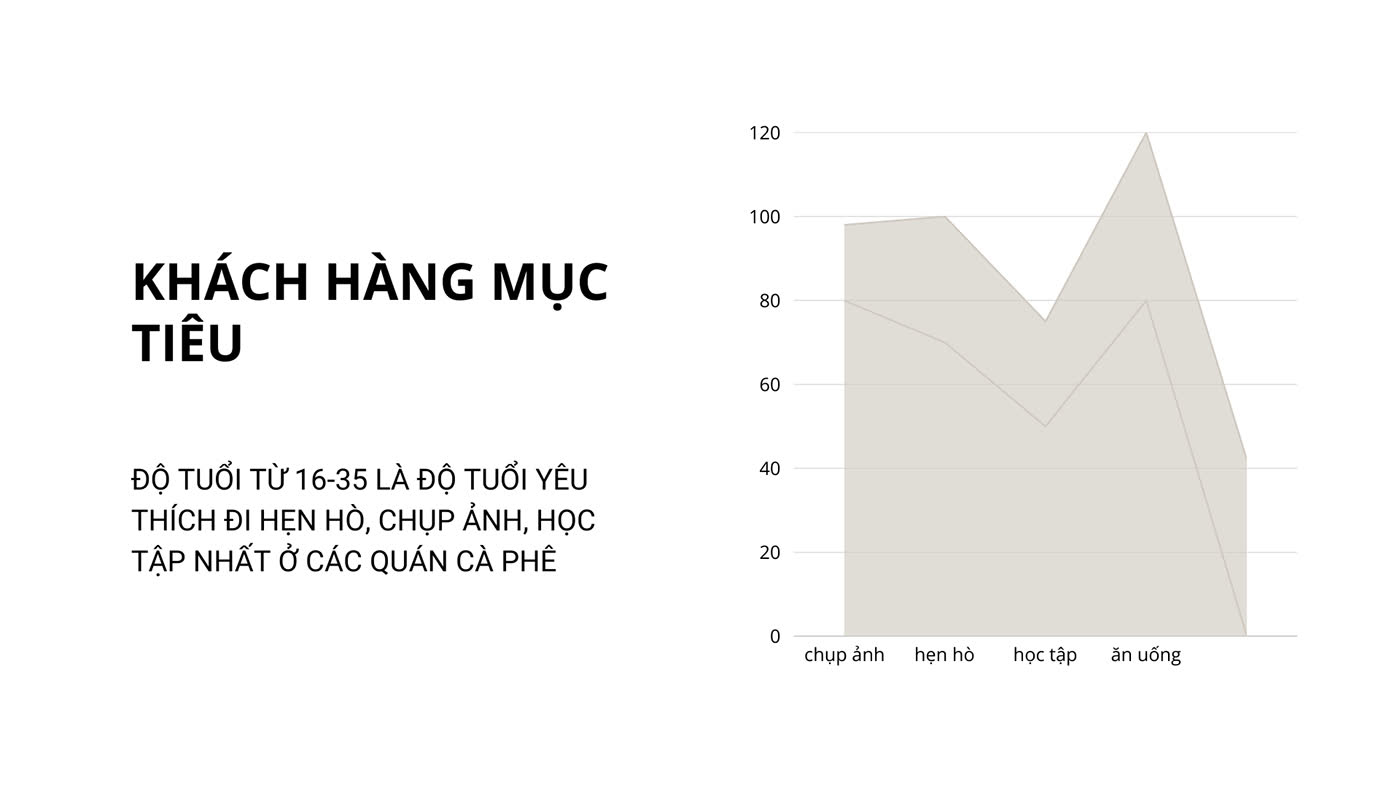 KHÁCH HÀNG MỤC
TIÊU
ĐỘ TUỔI TỪ 16-35 LÀ ĐỘ TUỔI YÊU
THÍCH ĐI HẸN HÒ, CHỤP ẢNH, HỌC
TẬP NHẤT Ở CÁC QUÁN CÀ PHÊ
120
100
80
60
40
20
0
chụp ảnh hẹn hò học tập ăn uống